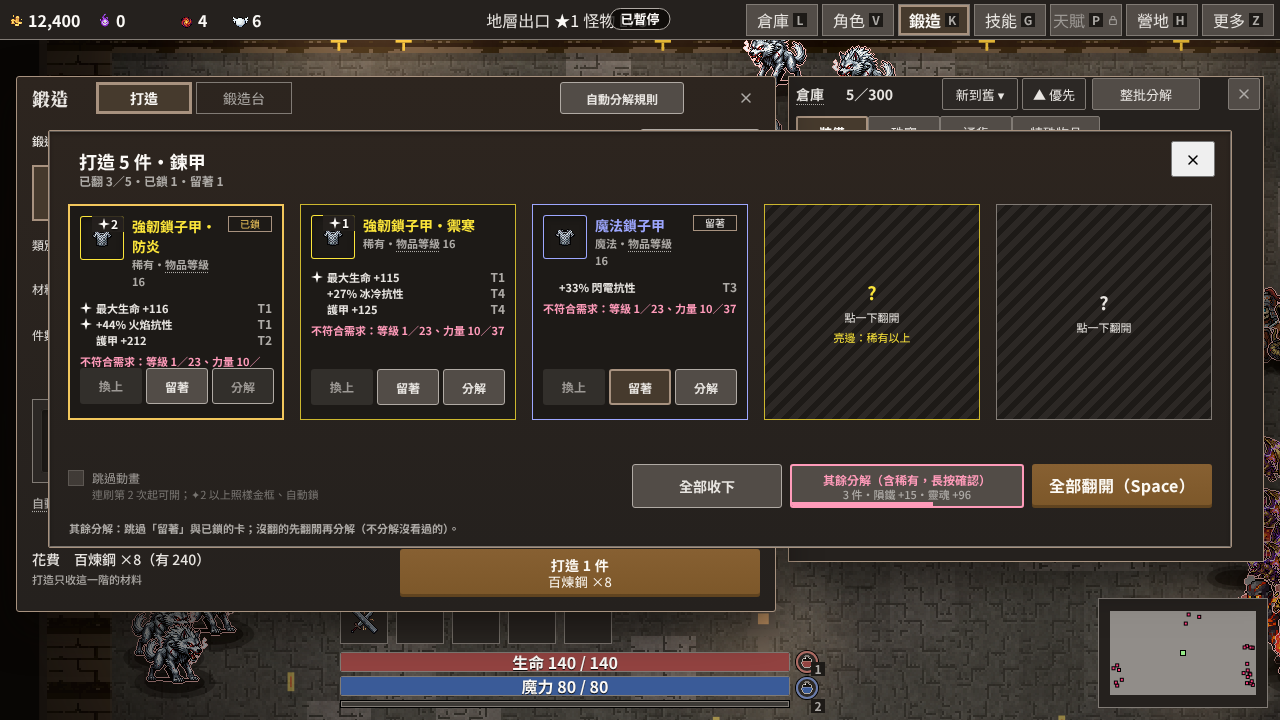 12,400 0 4 6 地層出口 ★1 怪物 已暫停 倉庫 L 角色 V 鍛造 K 技能 G 天賦 P 營地 H 更多 Z
鍛造 打造 鍛造台 自動分解規則 ×
倉庫 5／300 新到舊 ▾ ▲ 優先 整批分解 ×
打造 5 件・鍊甲 ×
已翻 3／5・已鎖 1・留著 1
✦2 強韌鎖子甲・防炎 已鎖
稀有・物品等級 16
✦ 最大生命 +116 T1
✦ +44% 火焰抗性 T1
護甲 +212 T2
不符合需求：等級 1／23、力量 10／
換上 留著 分解
✦1 強韌鎖子甲・禦寒
稀有・物品等級 16
✦ 最大生命 +115 T1
+27% 冰冷抗性 T4
護甲 +125 T4
不符合需求：等級 1／23、力量 10／37
換上 留著 分解
魔法鎖子甲 留著
魔法・物品等級 16
+33% 閃電抗性 T3
不符合需求：等級 1／23、力量 10／37
換上 留著 分解
?
點一下翻開
亮邊：稀有以上
?
點一下翻開
跳過動畫
連刷第 2 次起可開；✦2 以上照樣金框、自動鎖
全部收下
其餘分解（含稀有，長按確認）
3 件・隕鐵 +15・靈魂 +96
全部翻開（Space）
其餘分解：跳過「留著」與已鎖的卡；沒翻的先翻開再分解（不分解沒看過的）。
花費 百煉鋼 ×8（有 240）
打造只收這一階的材料
打造 1 件
百煉鋼 ×8
生命 140 / 140 1
魔力 80 / 80 2